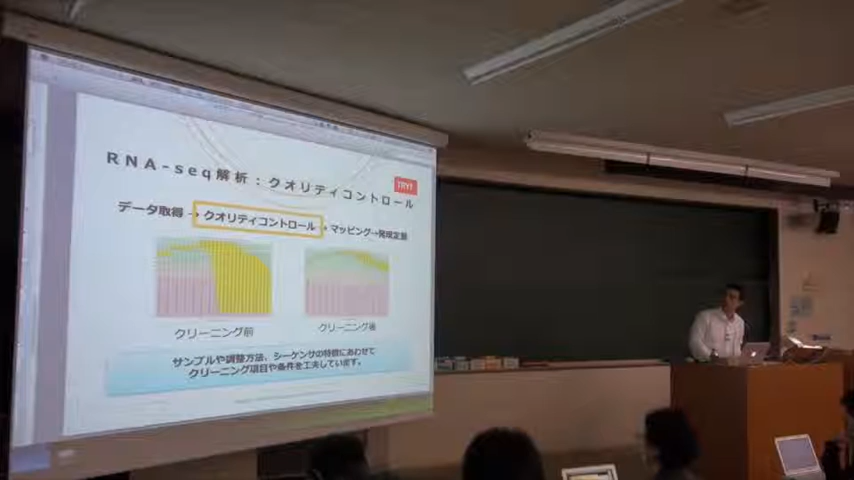 RNA-seq解析：クオリティコントロール
TRY!
データ取得→クオリティコントロール→マッピング→発現定量
クリーニング前
クリーニング後
サンプルや調整方法、シーケンサの特徴にあわせて
クリーニング項目や条件を工夫しています。